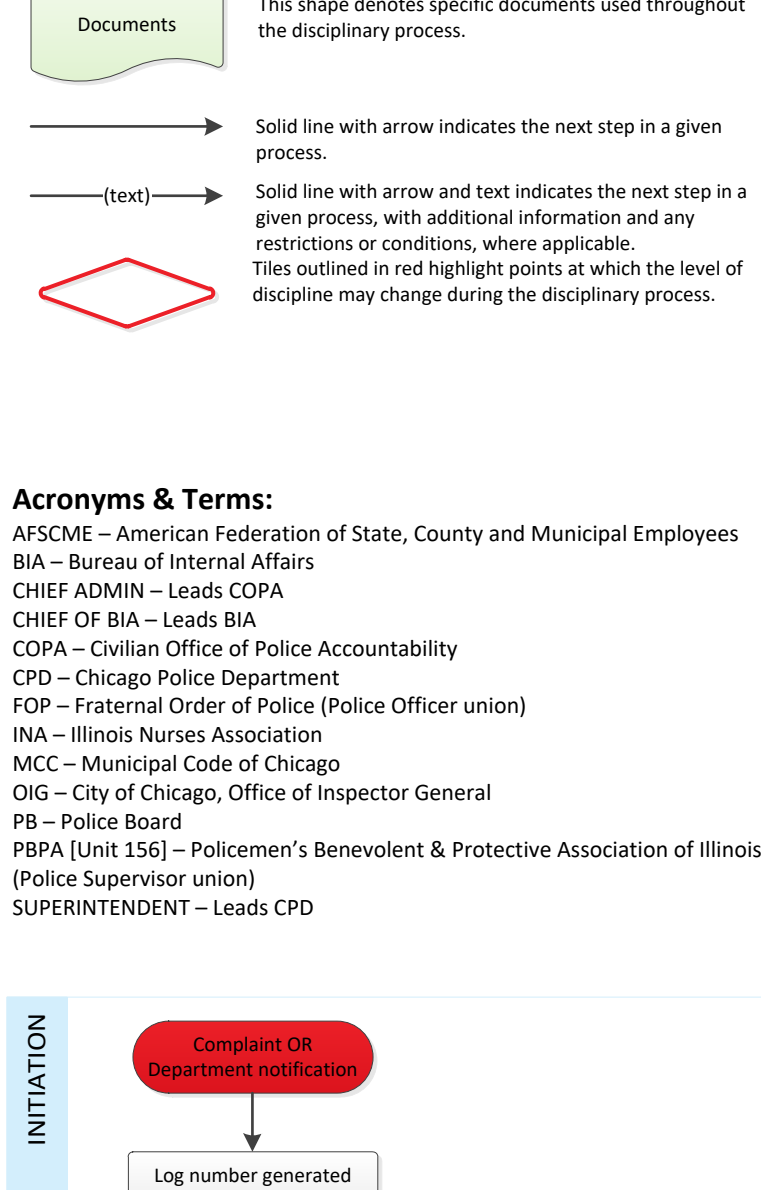 This shape denotes specific documents used throughout
the disciplinary process.
Documents
Solid line with arrow indicates the next step in a given
process.
(text)
Solid line with arrow and text indicates the next step in a
given process, with additional information and any
restrictions or conditions, where applicable.
Tiles outlined in red highlight points at which the level of
discipline may change during the disciplinary process.
Acronyms & Terms:
AFSCME – American Federation of State, County and Municipal Employees
BIA – Bureau of Internal Affairs
CHIEF ADMIN – Leads COPA
CHIEF OF BIA – Leads BIA
COPA – Civilian Office of Police Accountability
CPD – Chicago Police Department
FOP – Fraternal Order of Police (Police Officer union)
INA – Illinois Nurses Association
MCC – Municipal Code of Chicago
OIG – City of Chicago, Office of Inspector General
PB – Police Board
PBPA [Unit 156] – Policemen’s Benevolent & Protective Association of Illinois
(Police Supervisor union)
SUPERINTENDENT – Leads CPD
INITIATION
Complaint OR
Department notification
Log number generated